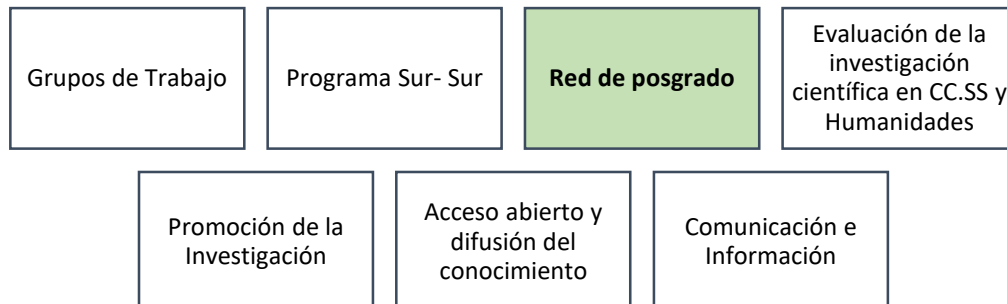 Grupos de Trabajo
Programa Sur- Sur
Red de posgrado
Evaluación de la
investigación
científica en CC.SS y
Humanidades
Promoción de la
Investigación
Acceso abierto y
difusión del
conocimiento
Comunicación e
Información